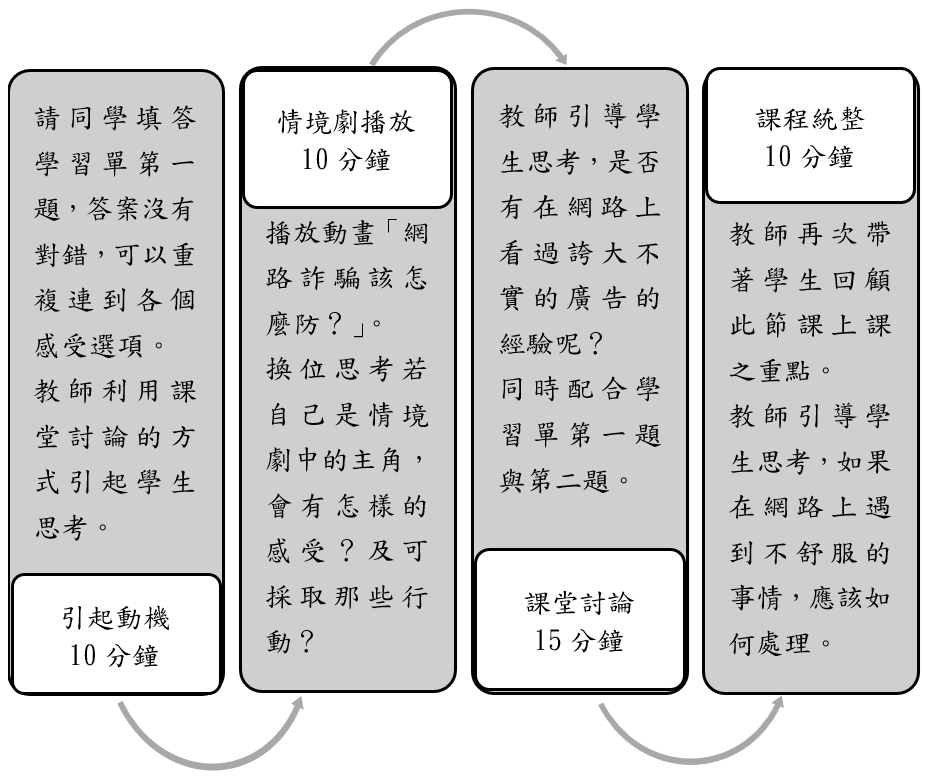 請同學填答
學習單第一
題，答案沒有
對錯，可以重
複連到各個
感受選項。
教師利用課
堂討論的方
式引起學生
思考。
引起動機
10 分鐘
情境劇播放
10 分鐘
播放動畫「網
路詐騙該怎
麼防？」。
換位思考若
自己是情境
劇中的主角，
會有怎樣的
感受？及可
採取那些行
動？
教師引導學
生思考，是否
有在網路上
看過誇大不
實的廣告的
經驗呢？
同時配合學
習單第一題
與第二題。
課堂討論
15 分鐘
課程統整
10 分鐘
教師再次帶
著學生回顧
此節課上課
之重點。
教師引導學
生思考，如果
在網路上遇
到不舒服的
事情，應該如
何處理。